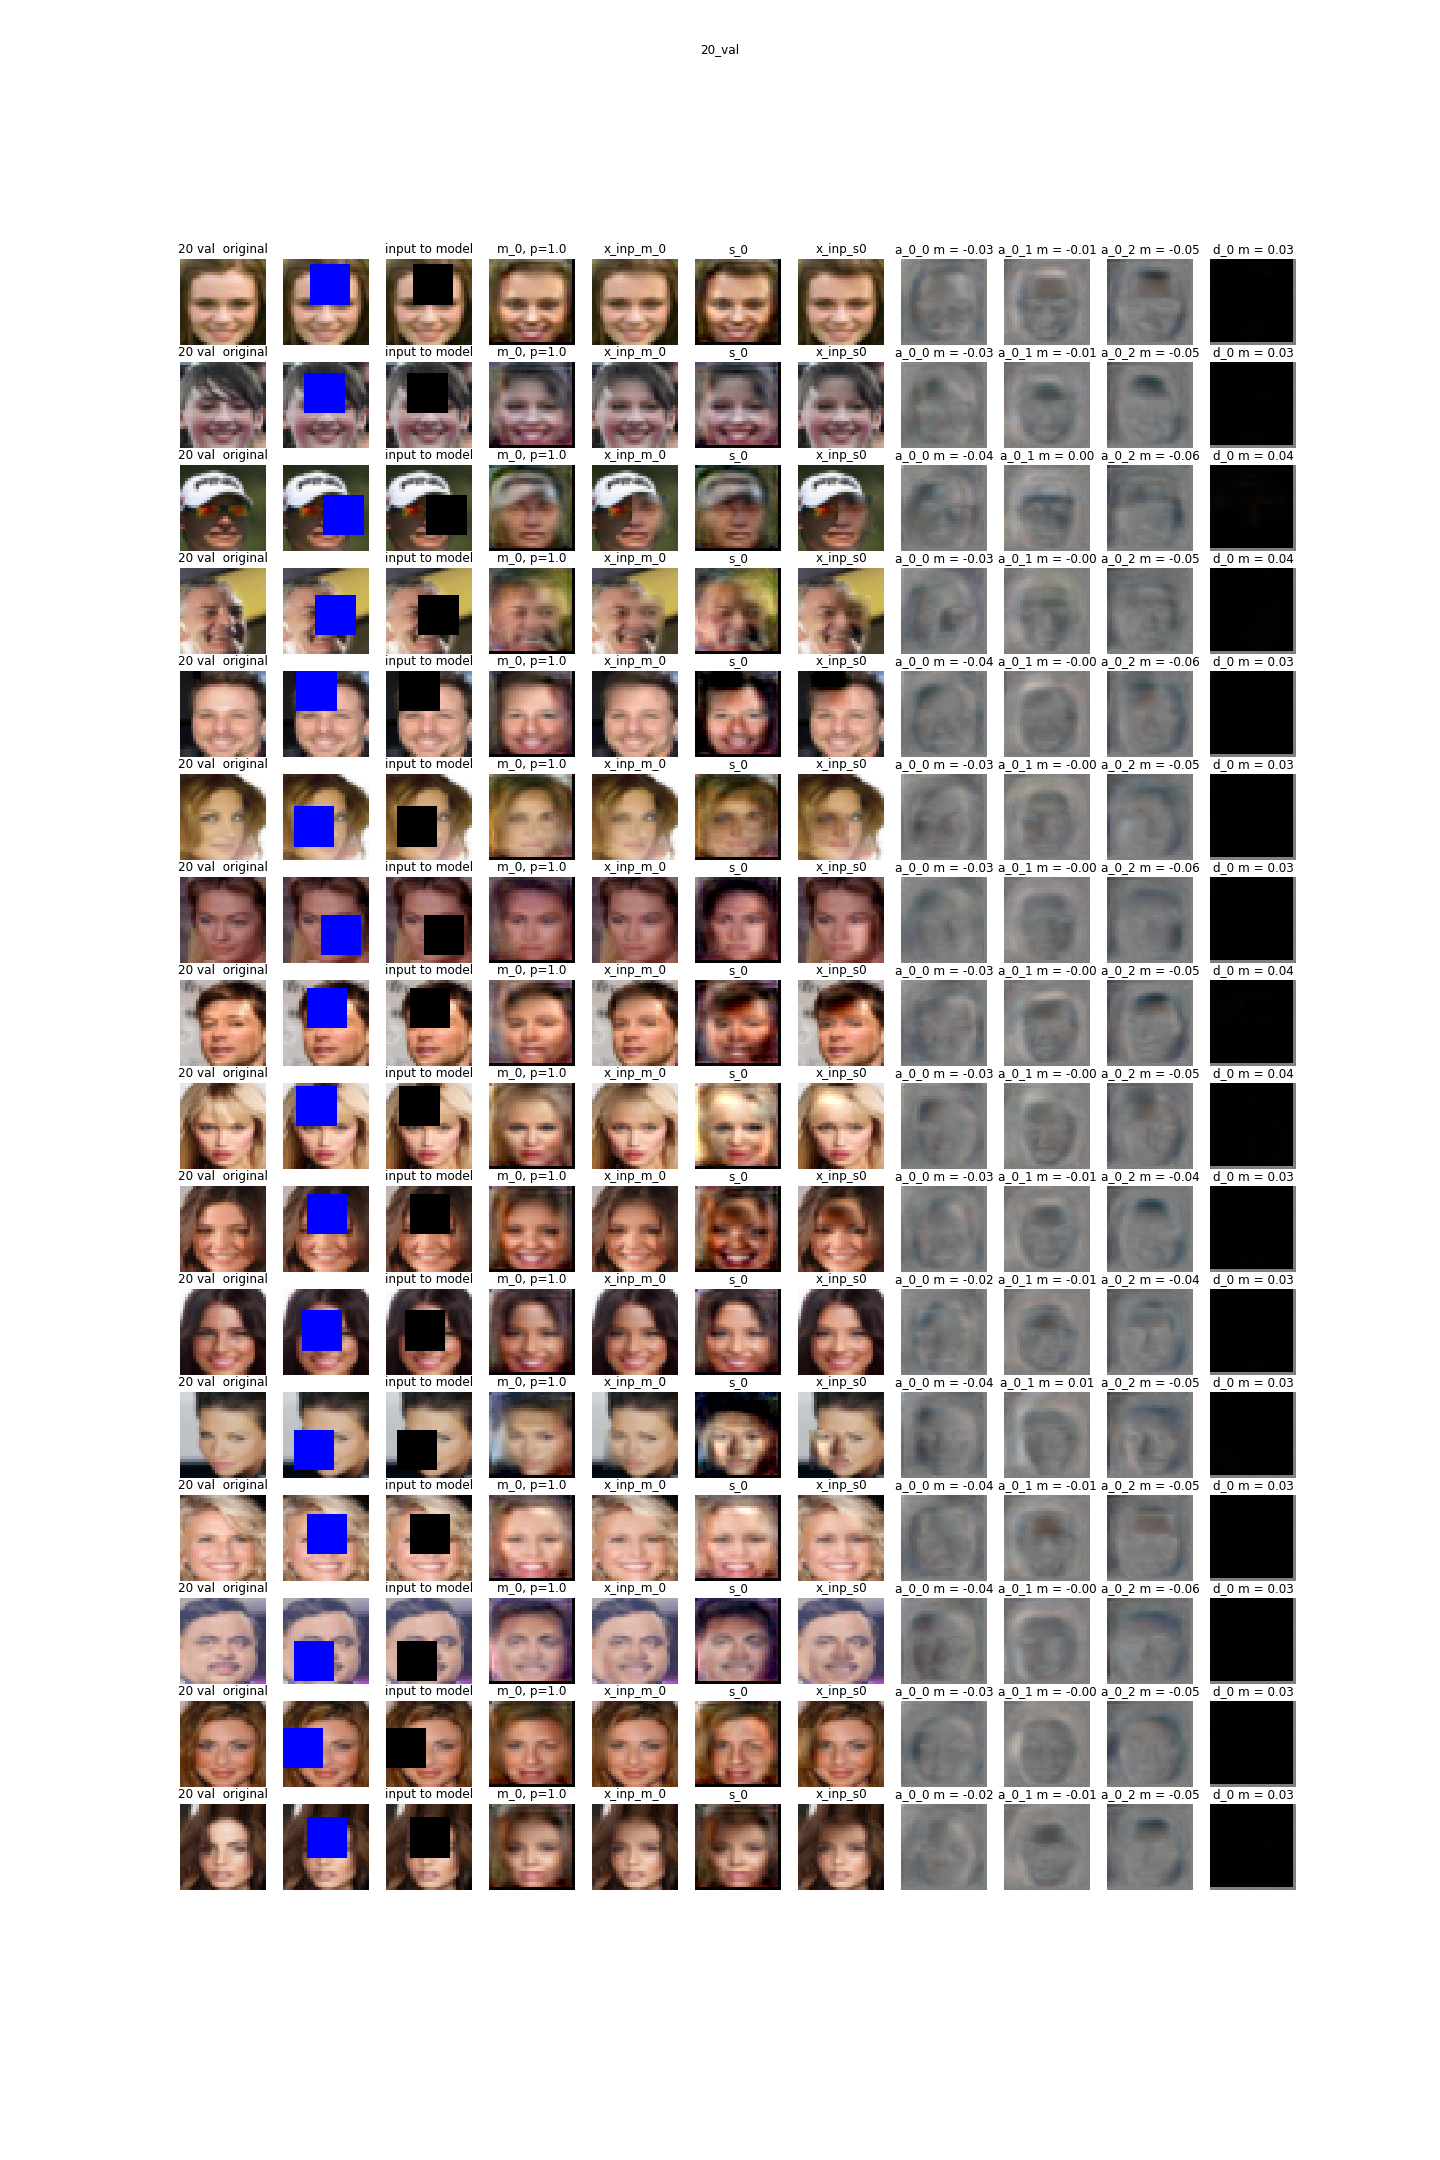 20_val
20 val original input to model m_0, p=1.0 x_inp_m_0 s_0 x_inp_s0 a_0_0 m = -0.03 a_0_1 m = -0.01 a_0_2 m = -0.05 d_0 m = 0.03
20 val original input to model m_0, p=1.0 x_inp_m_0 s_0 x_inp_s0 a_0_0 m = -0.03 a_0_1 m = -0.01 a_0_2 m = -0.05 d_0 m = 0.03
20 val original input to model m_0, p=1.0 x_inp_m_0 s_0 x_inp_s0 a_0_0 m = -0.04 a_0_1 m = 0.00 a_0_2 m = -0.06 d_0 m = 0.04
20 val original input to model m_0, p=1.0 x_inp_m_0 s_0 x_inp_s0 a_0_0 m = -0.03 a_0_1 m = -0.00 a_0_2 m = -0.05 d_0 m = 0.04
20 val original input to model m_0, p=1.0 x_inp_m_0 s_0 x_inp_s0 a_0_0 m = -0.04 a_0_1 m = -0.00 a_0_2 m = -0.06 d_0 m = 0.03
20 val original input to model m_0, p=1.0 x_inp_m_0 s_0 x_inp_s0 a_0_0 m = -0.03 a_0_1 m = -0.00 a_0_2 m = -0.05 d_0 m = 0.03
20 val original input to model m_0, p=1.0 x_inp_m_0 s_0 x_inp_s0 a_0_0 m = -0.03 a_0_1 m = -0.00 a_0_2 m = -0.06 d_0 m = 0.03
20 val original input to model m_0, p=1.0 x_inp_m_0 s_0 x_inp_s0 a_0_0 m = -0.03 a_0_1 m = -0.00 a_0_2 m = -0.05 d_0 m = 0.04
20 val original input to model m_0, p=1.0 x_inp_m_0 s_0 x_inp_s0 a_0_0 m = -0.03 a_0_1 m = -0.00 a_0_2 m = -0.05 d_0 m = 0.04
20 val original input to model m_0, p=1.0 x_inp_m_0 s_0 x_inp_s0 a_0_0 m = -0.03 a_0_1 m = -0.01 a_0_2 m = -0.04 d_0 m = 0.03
20 val original input to model m_0, p=1.0 x_inp_m_0 s_0 x_inp_s0 a_0_0 m = -0.02 a_0_1 m = -0.01 a_0_2 m = -0.04 d_0 m = 0.03
20 val original input to model m_0, p=1.0 x_inp_m_0 s_0 x_inp_s0 a_0_0 m = -0.04 a_0_1 m = 0.01 a_0_2 m = -0.05 d_0 m = 0.03
20 val original input to model m_0, p=1.0 x_inp_m_0 s_0 x_inp_s0 a_0_0 m = -0.04 a_0_1 m = -0.01 a_0_2 m = -0.05 d_0 m = 0.03
20 val original input to model m_0, p=1.0 x_inp_m_0 s_0 x_inp_s0 a_0_0 m = -0.04 a_0_1 m = -0.00 a_0_2 m = -0.06 d_0 m = 0.03
20 val original input to model m_0, p=1.0 x_inp_m_0 s_0 x_inp_s0 a_0_0 m = -0.03 a_0_1 m = -0.00 a_0_2 m = -0.05 d_0 m = 0.03
20 val original input to model m_0, p=1.0 x_inp_m_0 s_0 x_inp_s0 a_0_0 m = -0.02 a_0_1 m = -0.01 a_0_2 m = -0.05 d_0 m = 0.03